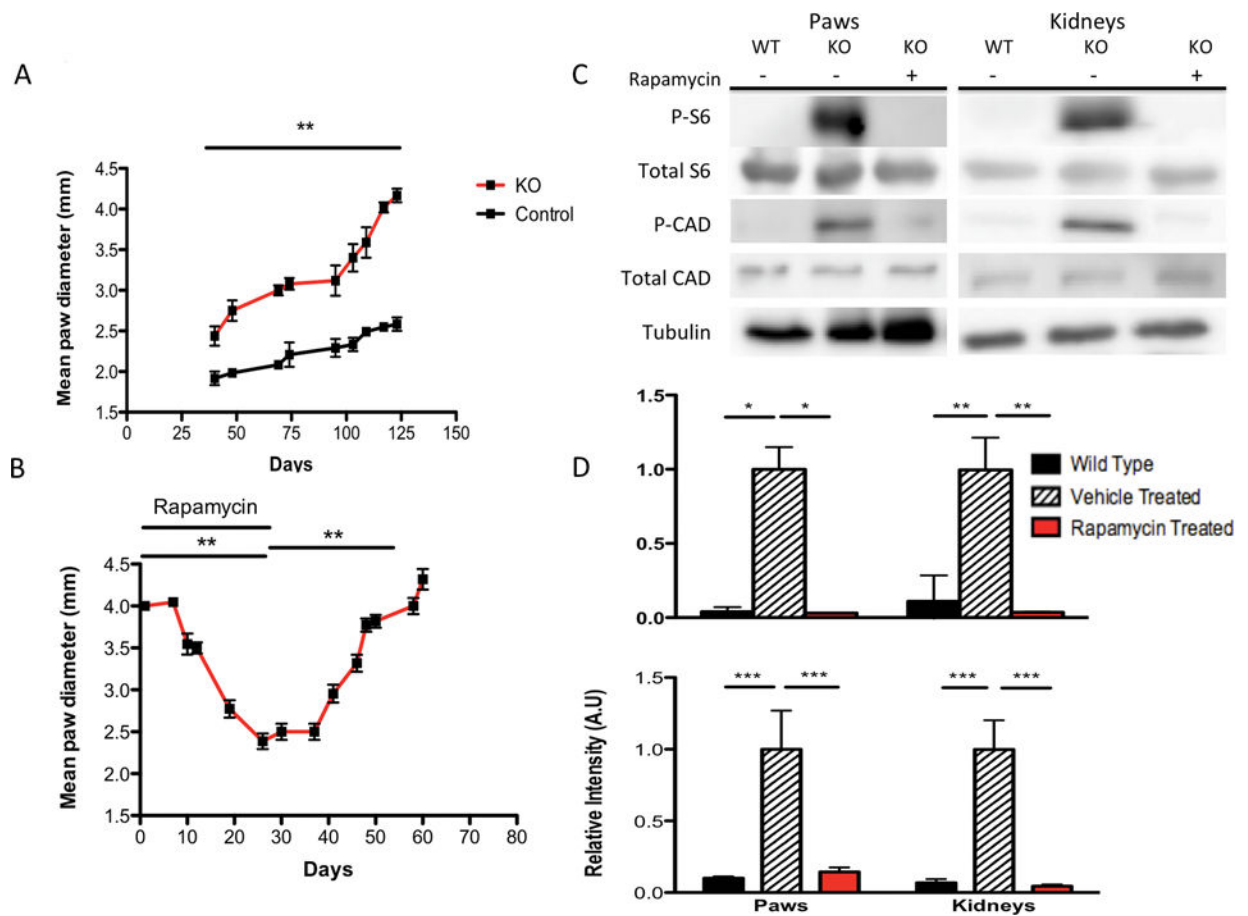 A
**
Mean paw diameter (mm)
4.5
4.0
3.5
3.0
2.5
2.0
1.5
0 25 50 75 100 125 150
Days
KO
Control
B
Rapamycin
** **
Mean paw diameter (mm)
4.5
4.0
3.5
3.0
2.5
2.0
1.5
0 10 20 30 40 50 60 70 80
Days
C
Paws Kidneys
WT KO KO WT KO KO
Rapamycin - - + - - +
P-S6
Total S6
P-CAD
Total CAD
Tubulin
D
* * ** **
1.5
1.0
0.5
0.0
Wild Type
Vehicle Treated
Rapamycin Treated
Relative Intensity (A.U)
*** *** *** ***
1.5
1.0
0.5
0.0
Paws Kidneys